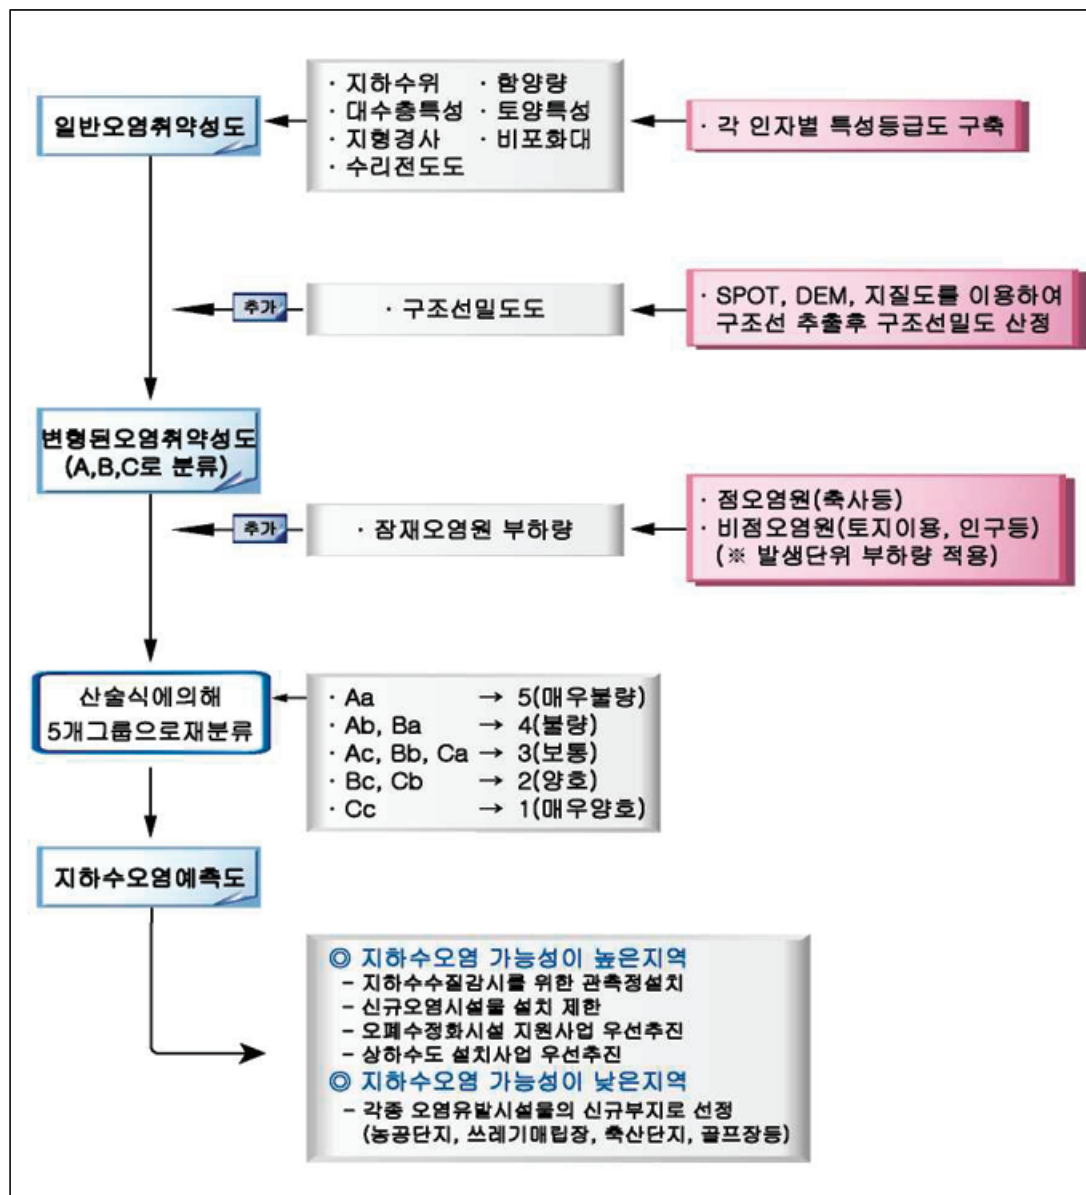 일반오염취약성도
· 지하수위 · 함양량
· 대수층특성 · 토양특성
· 지형경사 · 비포화대
· 수리전도도
· 각 인자별 특성등급도 구축
추가
· 구조선밀도도
· SPOT, DEM, 지질도를 이용하여
구조선 추출후 구조선밀도 산정
변형된오염취약성도
(A,B,C로 분류)
추가
· 잠재오염원 부하량
· 점오염원(축사등)
· 비점오염원(토지이용, 인구등)
(※ 발생단위 부하량 적용)
산술식에의해
5개그룹으로재분류
· Aa → 5(매우불량)
· Ab, Ba → 4(불량)
· Ac, Bb, Ca → 3(보통)
· Bc, Cb → 2(양호)
· Cc → 1(매우양호)
지하수오염예측도
◎ 지하수오염 가능성이 높은지역
– 지하수수질감시를 위한 관측정설치
– 신규오염시설물 설치 제한
– 오폐수정화시설 지원사업 우선추진
– 상하수도 설치사업 우선추진
◎ 지하수오염 가능성이 낮은지역
– 각종 오염유발시설물의 신규부지로 선정
(농공단지, 쓰레기매립장, 축산단지, 골프장등)